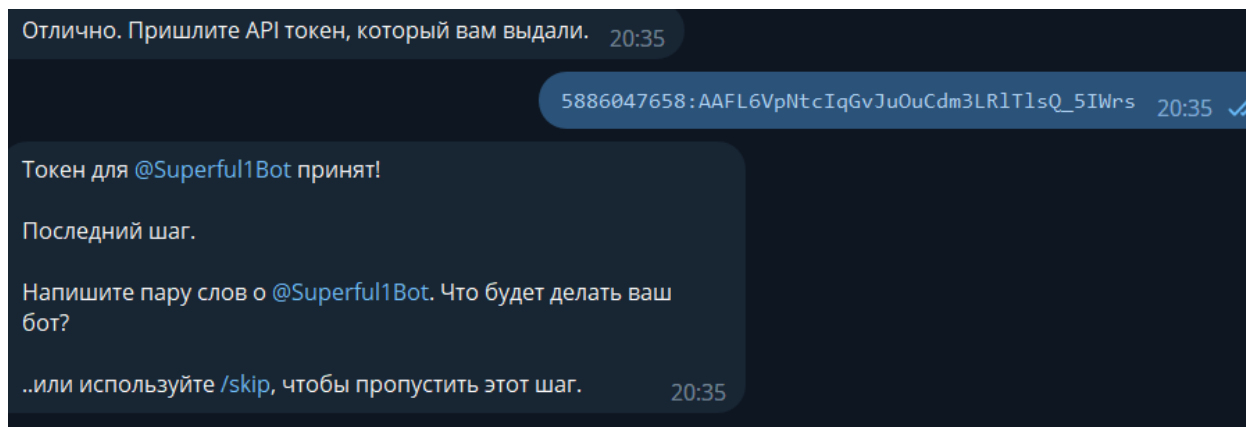 Отлично. Пришлите API токен, который вам выдали. 20:35
5886047658:AAFL6VpNtcIqGvJuOuCdm3LRlTlsQ_5IWrs 20:35
Токен для @Superful1Bot принят!
Последний шаг.
Напишите пару слов о @Superful1Bot. Что будет делать ваш
бот?
..или используйте /skip, чтобы пропустить этот шаг. 20:35